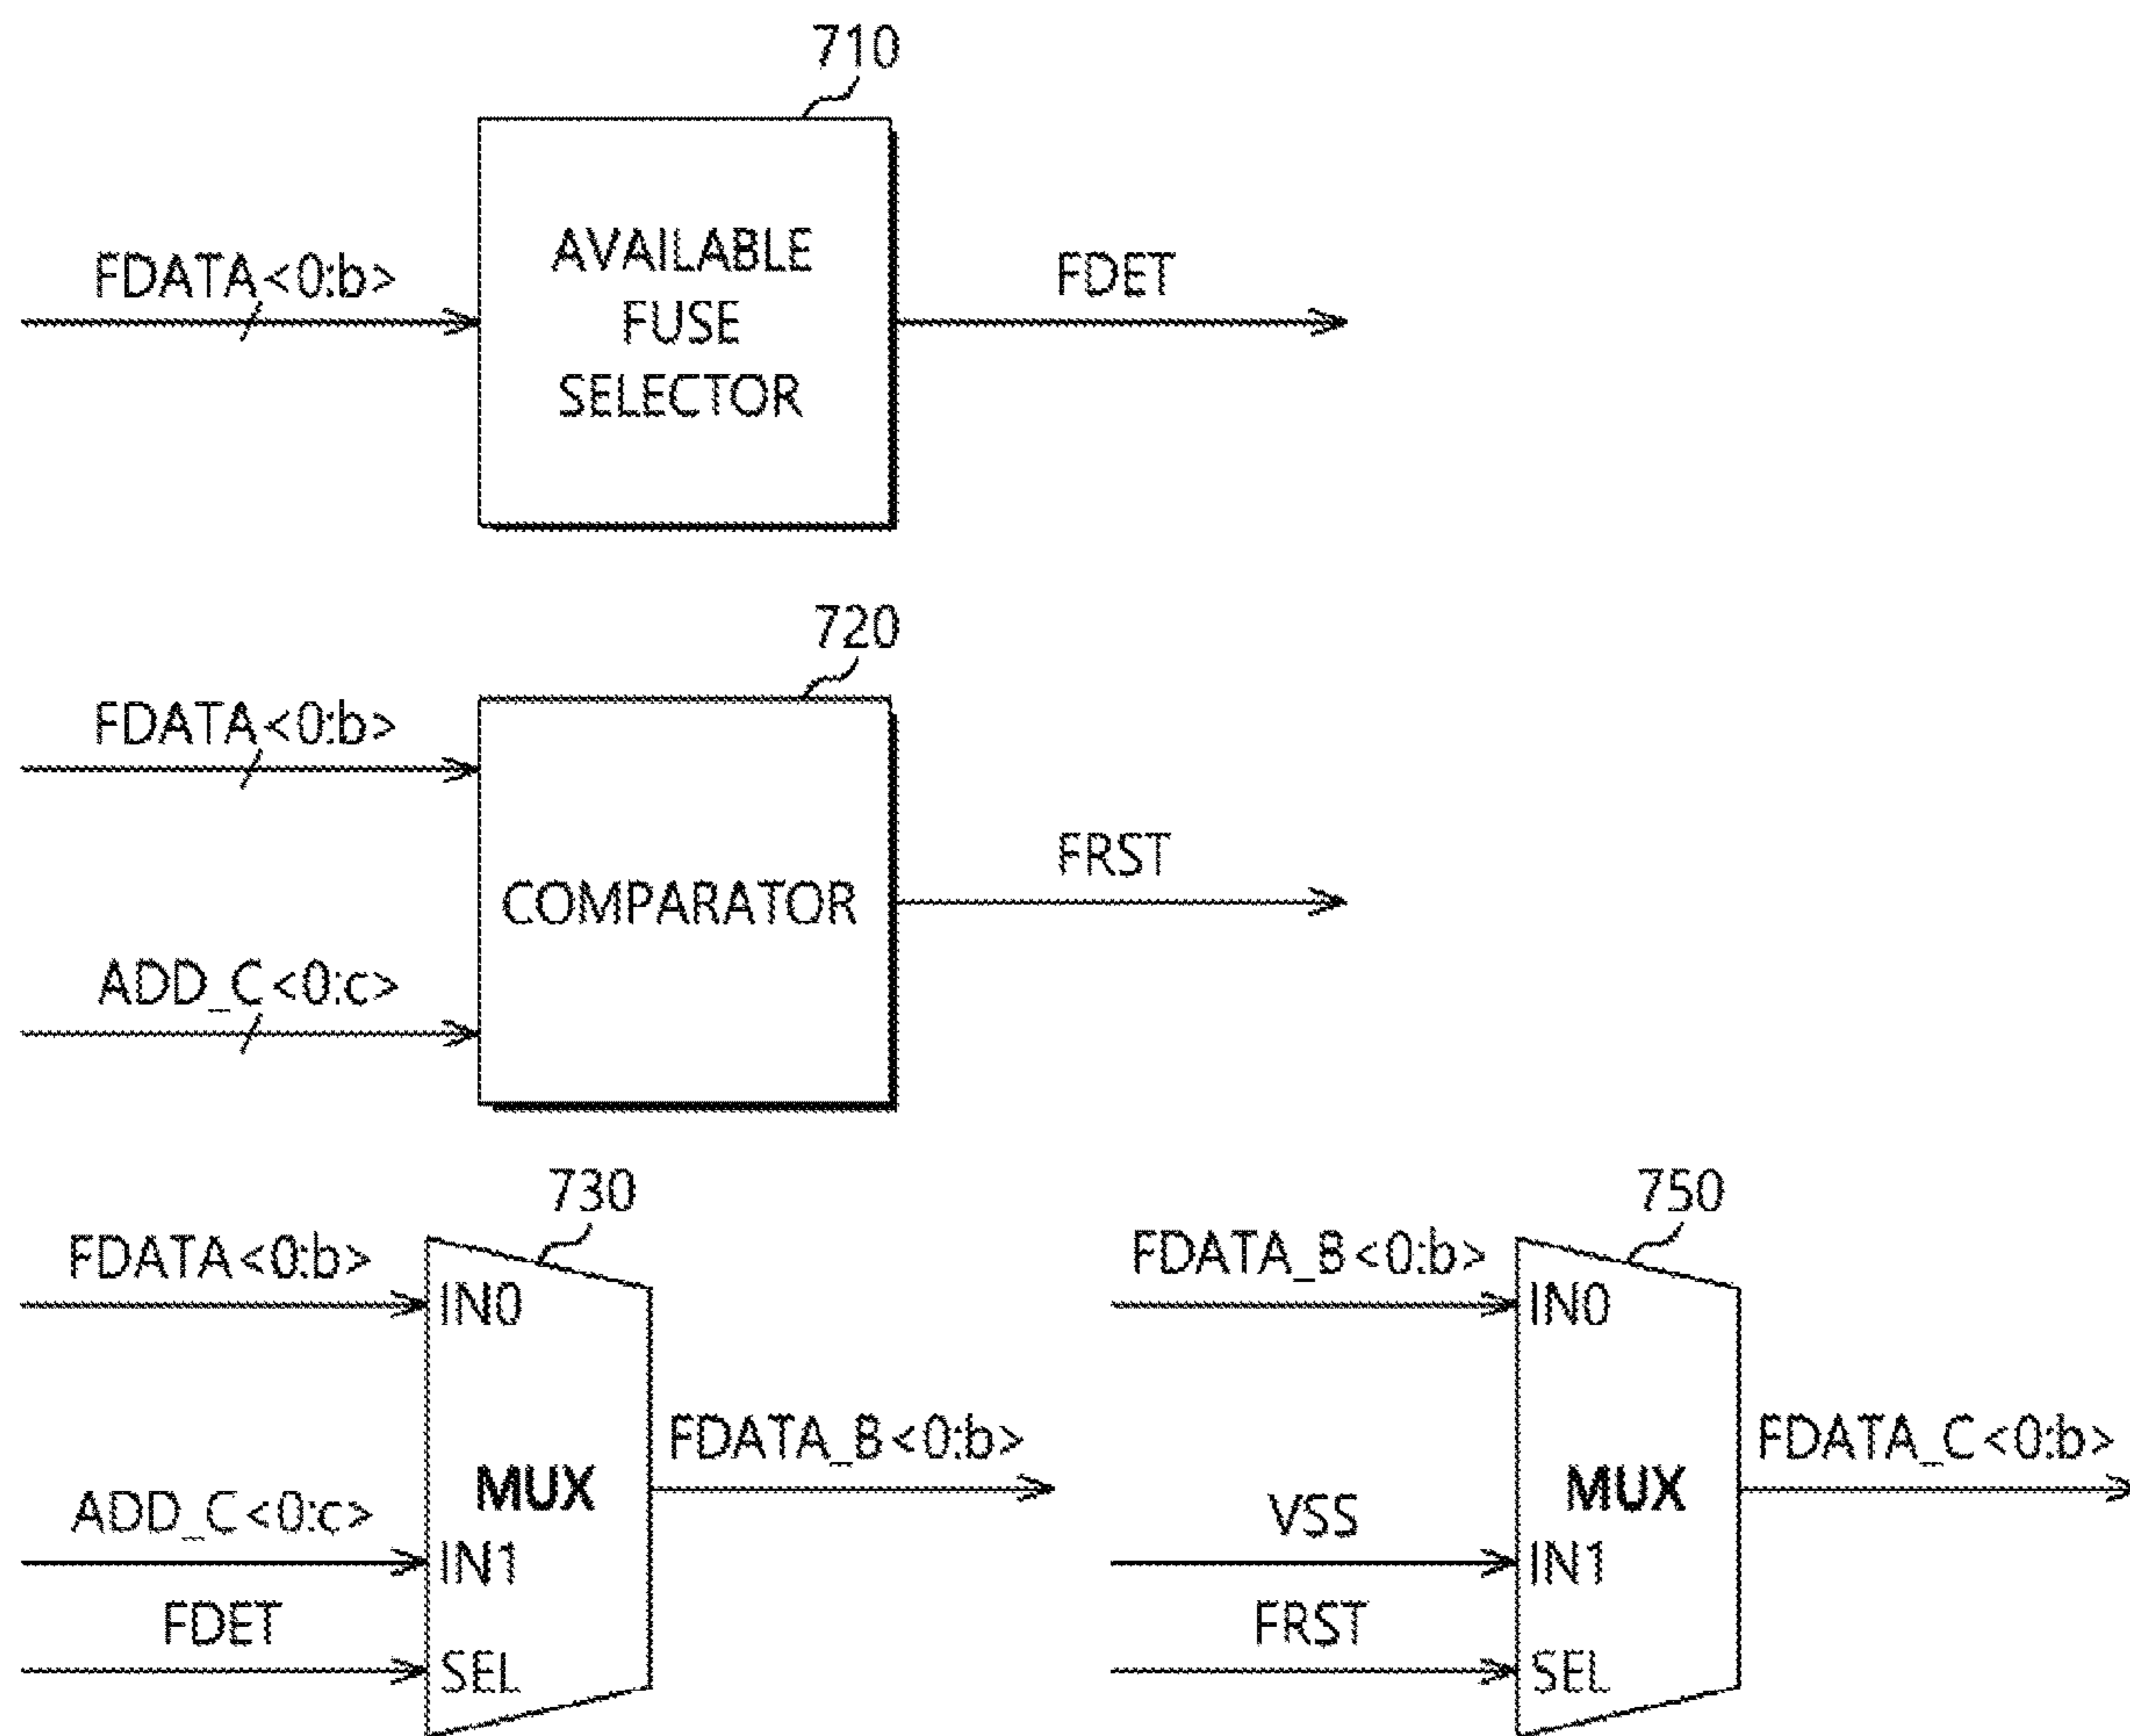 710
FDATA<0:b>
AVAILABLE
FUSE
SELECTOR
FDET
720
FDATA<0:b>
COMPARATOR
FRST
ADD_C<0:c>
730
FDATA<0:b>
IN0
MUX
FDATA_B<0:b>
ADD_C<0:c>
IN1
FDET
SEL
750
FDATA_B<0:b>
IN0
MUX
FDATA_C<0:b>
VSS
IN1
FRST
SEL